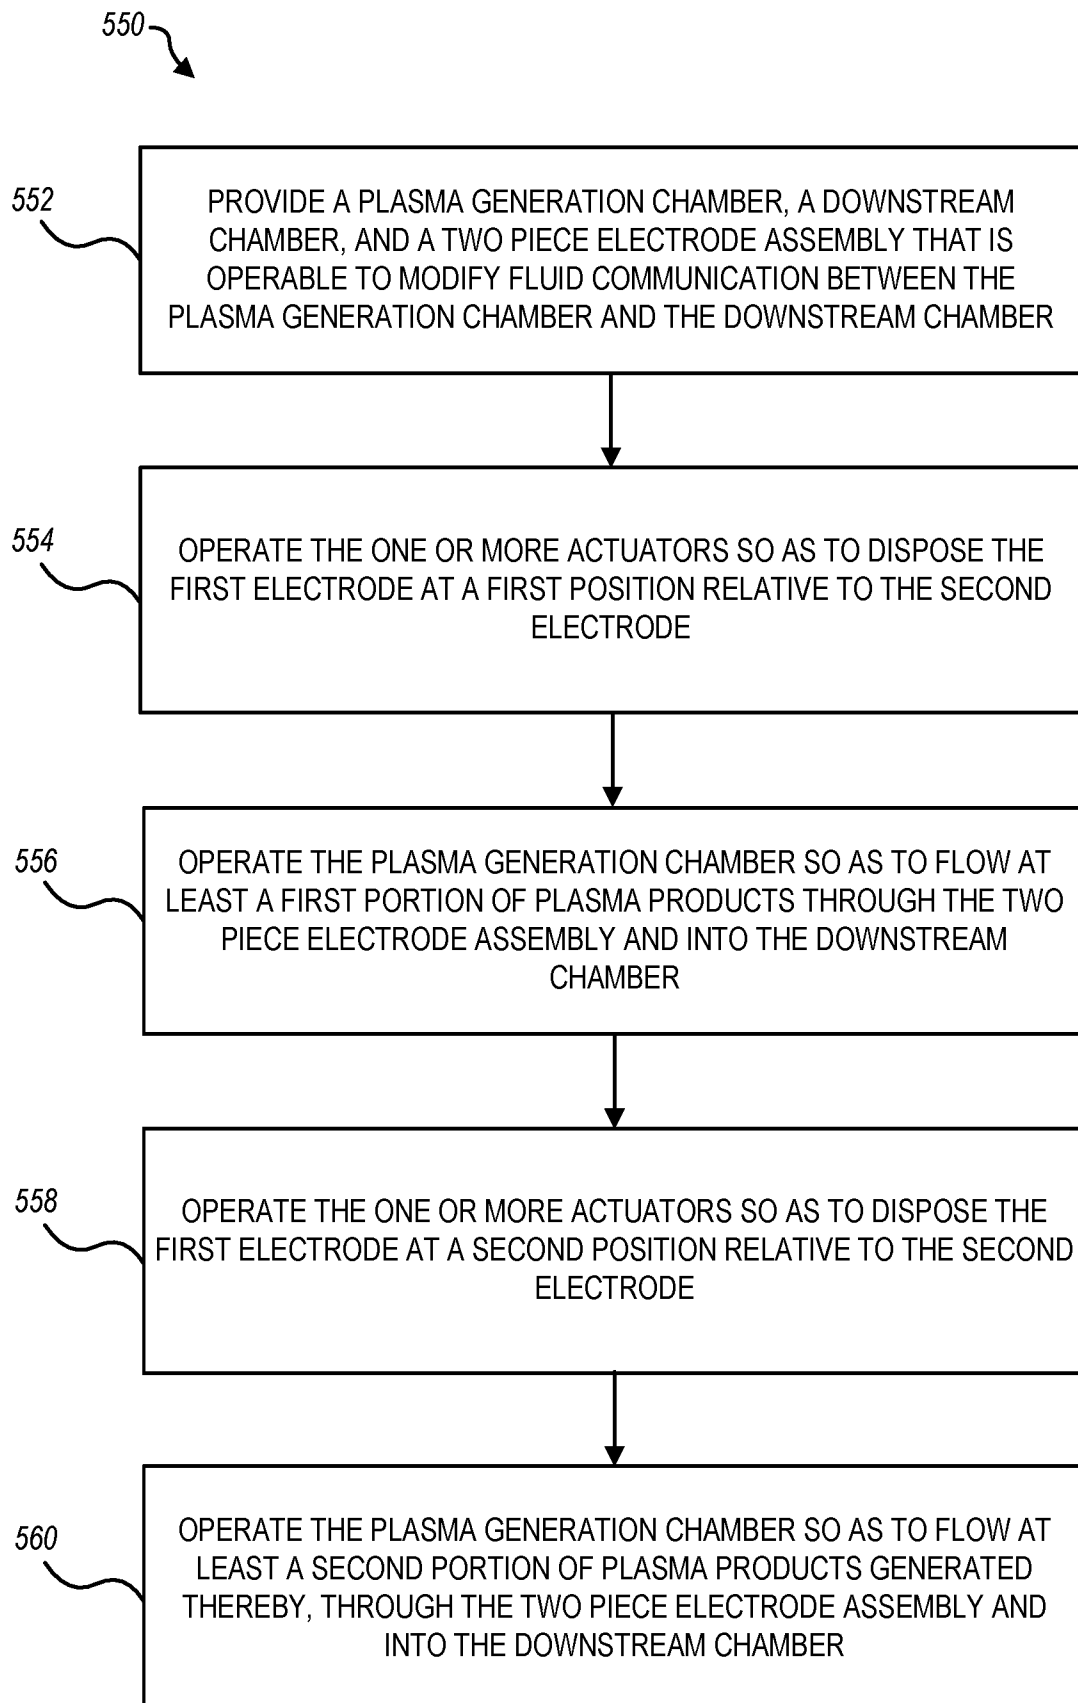 550
552
PROVIDE A PLASMA GENERATION CHAMBER, A DOWNSTREAM
CHAMBER, AND A TWO PIECE ELECTRODE ASSEMBLY THAT IS
OPERABLE TO MODIFY FLUID COMMUNICATION BETWEEN THE
PLASMA GENERATION CHAMBER AND THE DOWNSTREAM CHAMBER
554
OPERATE THE ONE OR MORE ACTUATORS SO AS TO DISPOSE THE
FIRST ELECTRODE AT A FIRST POSITION RELATIVE TO THE SECOND
ELECTRODE
556
OPERATE THE PLASMA GENERATION CHAMBER SO AS TO FLOW AT
LEAST A FIRST PORTION OF PLASMA PRODUCTS THROUGH THE TWO
PIECE ELECTRODE ASSEMBLY AND INTO THE DOWNSTREAM
CHAMBER
558
OPERATE THE ONE OR MORE ACTUATORS SO AS TO DISPOSE THE
FIRST ELECTRODE AT A SECOND POSITION RELATIVE TO THE SECOND
ELECTRODE
560
OPERATE THE PLASMA GENERATION CHAMBER SO AS TO FLOW AT
LEAST A SECOND PORTION OF PLASMA PRODUCTS GENERATED
THEREBY, THROUGH THE TWO PIECE ELECTRODE ASSEMBLY AND
INTO THE DOWNSTREAM CHAMBER